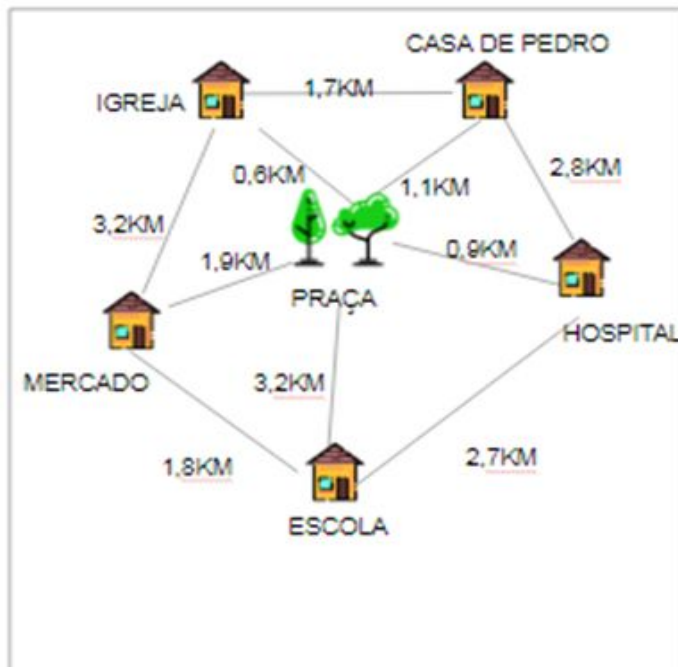 CASA DE PEDRO
IGREJA
1,7KM
0,6KM
1,1KM
2,8KM
3,2KM
1,9KM
0,9KM
PRAÇA
HOSPITAL
MERCADO
3,2KM
1,8KM
2,7KM
ESCOLA